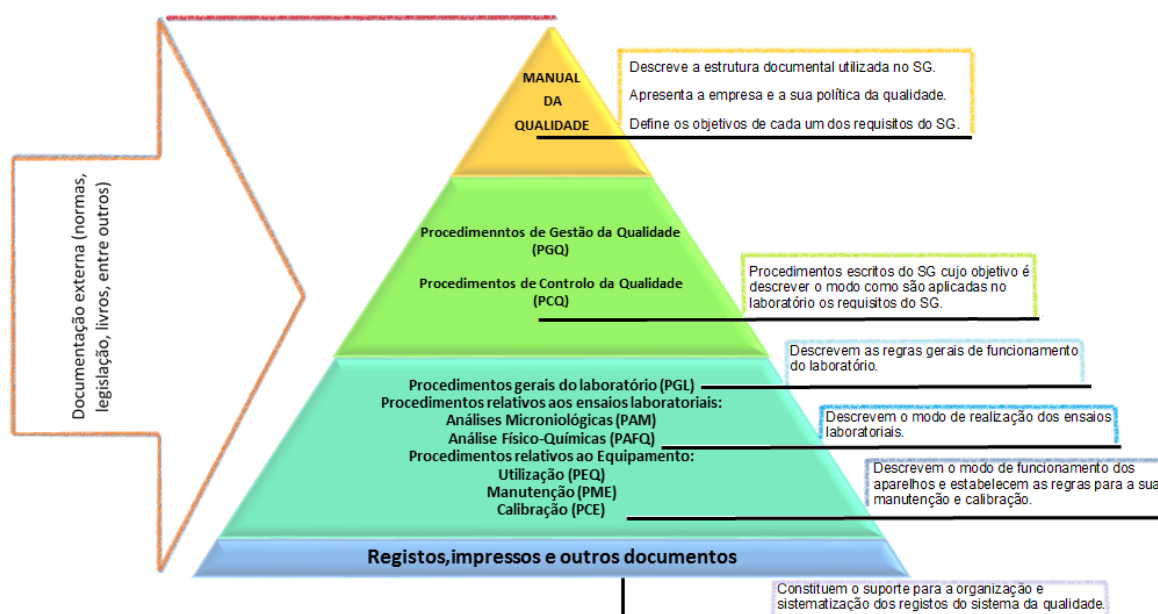 Documentação externa (normas,
legislação, livros, entre outros)
MANUAL
DA
QUALIDADE
Descreve a estrutura documental utilizada no SG.
Apresenta a empresa e a sua política da qualidade.
Define os objetivos de cada um dos requisitos do SG.
Procedimenntos de Gestão da Qualidade
(PGQ)
Procedimentos de Controlo da Qualidade
(PCQ)
Procedimentos escritos do SG cujo objetivo é
descrever o modo como são aplicadas no
laboratório os requisitos do SG.
Procedimentos gerais do laboratório (PGL)
Procedimentos relativos aos ensaios laboratoriais:
Análises Microniológicas (PAM)
Análise Físico-Químicas (PAFQ)
Procedimentos relativos ao Equipamento:
Utilização (PEQ)
Manutenção (PME)
Calibração (PCE)
Descrevem as regras gerais de funcionamento
do laboratório.
Descrevem o modo de realização dos ensaios
laboratoriais.
Descrevem o modo de funcionamento dos
aparelhos e estabelecem as regras para a sua
manutenção e calibração.
Registos,impressos e outros documentos
Constituem o suporte para a organização e
sistematização dos registos do sistema da qualidade.